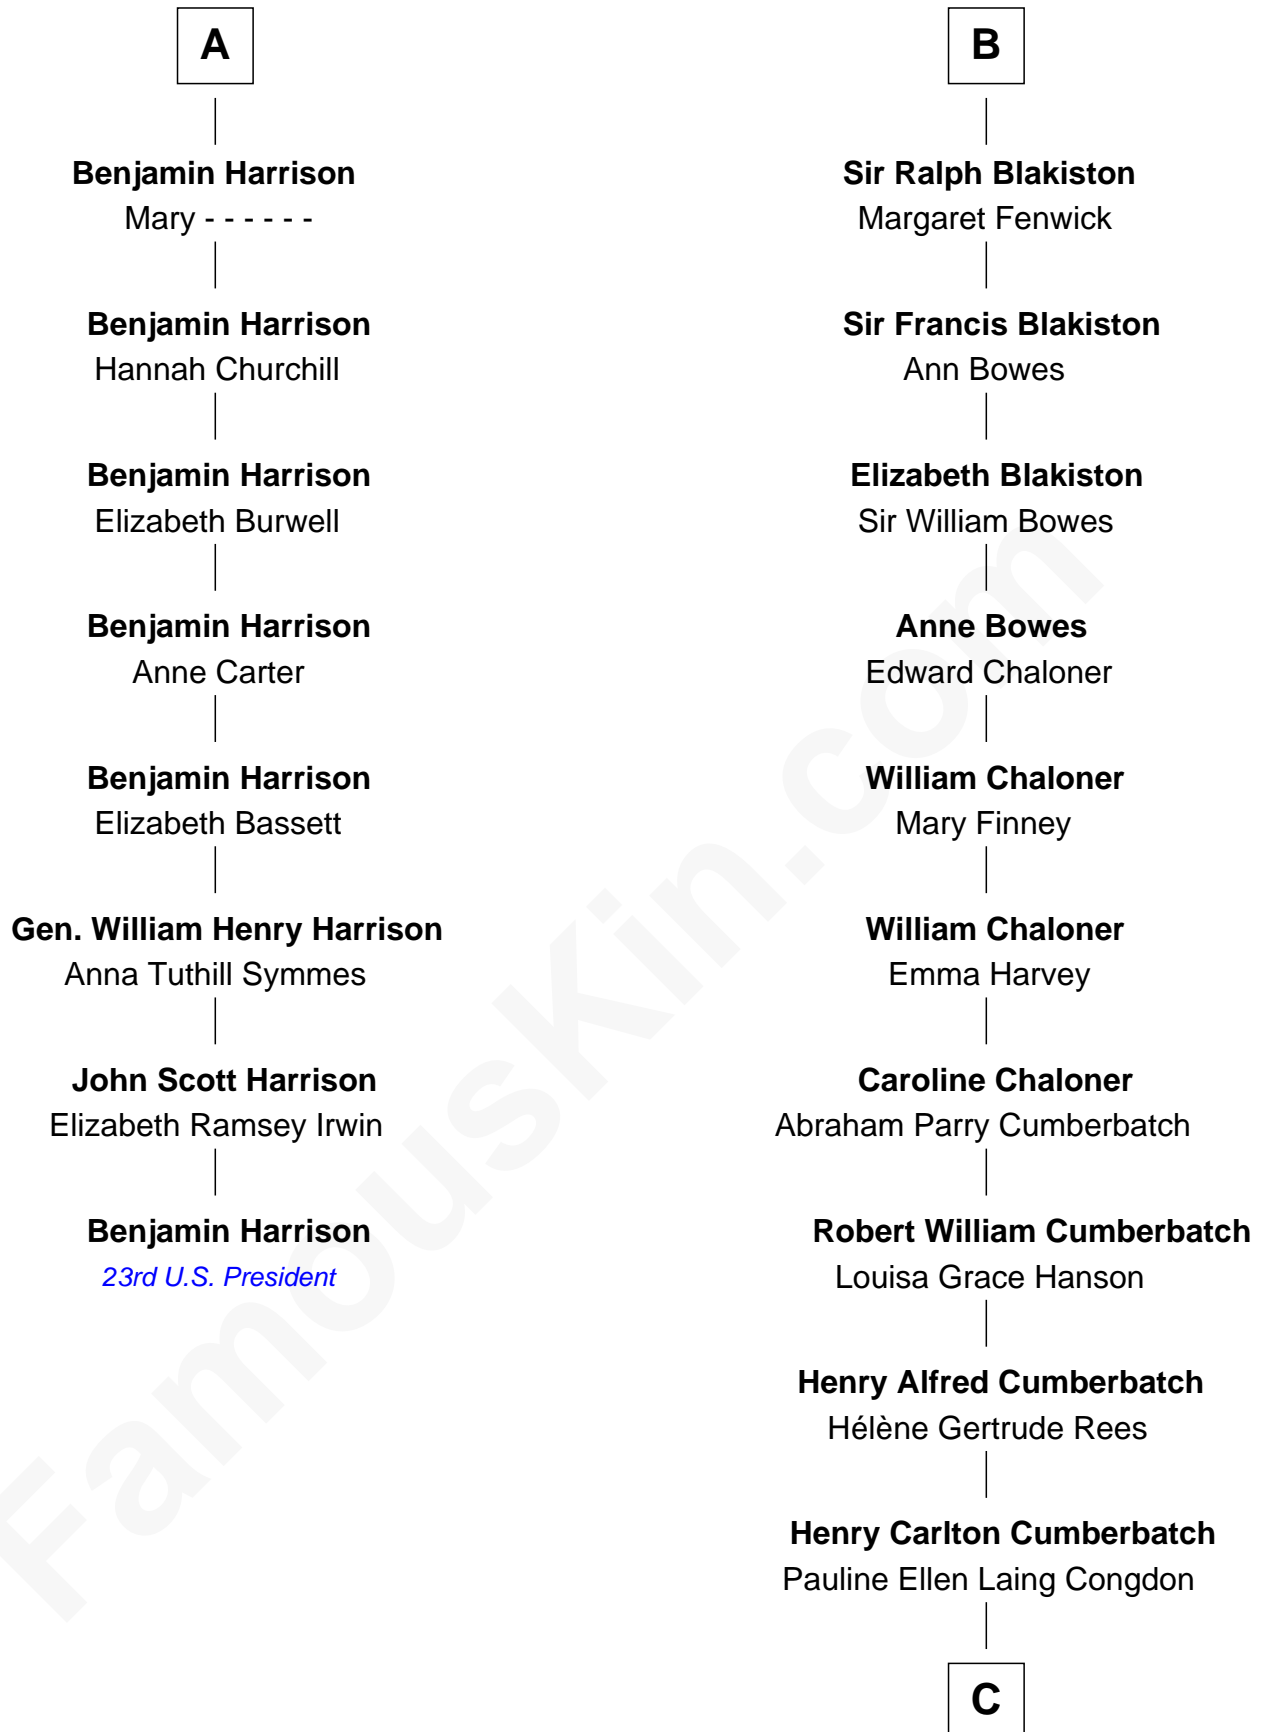 A
Benjamin Harrison
Mary - - - - - -
Benjamin Harrison
Hannah Churchill
Benjamin Harrison
Elizabeth Burwell
Benjamin Harrison
Anne Carter
Benjamin Harrison
Elizabeth Bassett
Gen. William Henry Harrison
Anna Tuthill Symmes
John Scott Harrison
Elizabeth Ramsey Irwin
Benjamin Harrison
23rd U.S. President
B
Sir Ralph Blakiston
Margaret Fenwick
Sir Francis Blakiston
Ann Bowes
Elizabeth Blakiston
Sir William Bowes
Anne Bowes
Edward Chaloner
William Chaloner
Mary Finney
William Chaloner
Emma Harvey
Caroline Chaloner
Abraham Parry Cumberbatch
Robert William Cumberbatch
Louisa Grace Hanson
Henry Alfred Cumberbatch
Hélène Gertrude Rees
Henry Carlton Cumberbatch
Pauline Ellen Laing Congdon
C
FamousKin.com